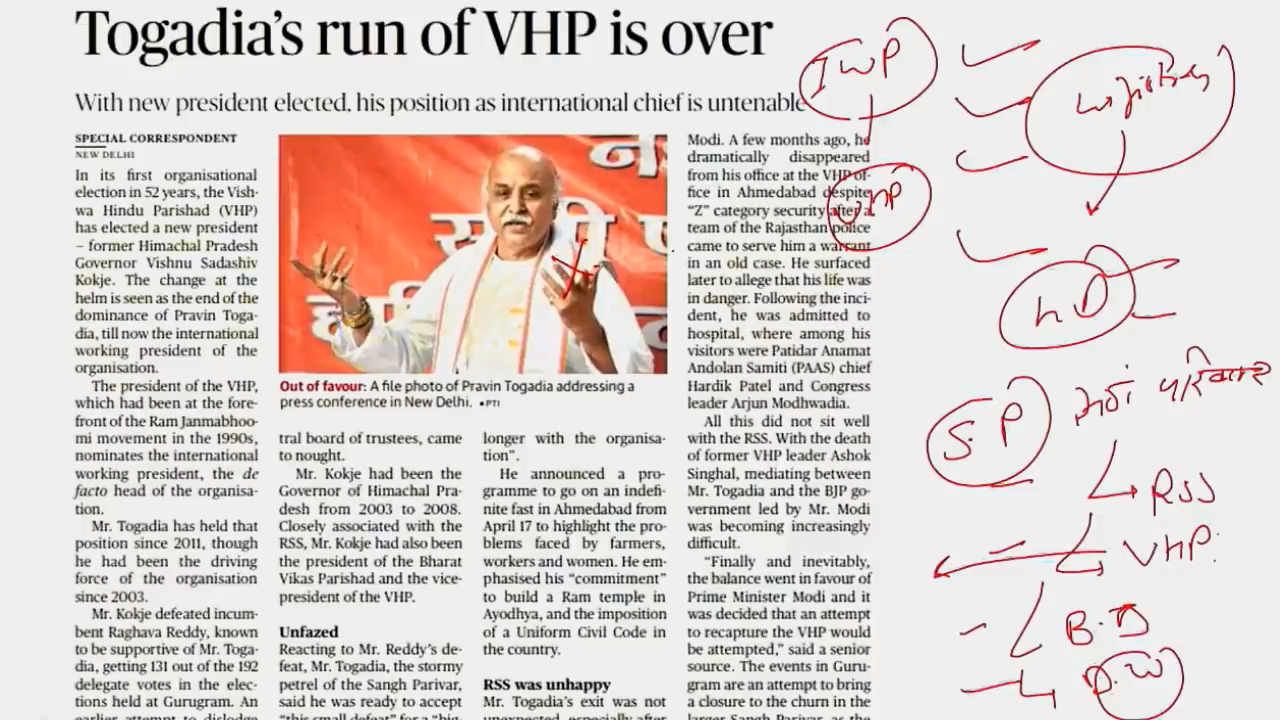 Togadia's run of VHP is over
With new president elected, his position as international chief is untenable
SPECIAL CORRESPONDENT
NEW DELHI
In its first organisational
election in 52 years, the Vish-
wa Hindu Parishad (VHP)
has elected a new president
– former Himachal Pradesh
Governor Vishnu Sadashiv
Kokje. The change at the
helm is seen as the end of the
dominance of Pravin Toga-
dia, till now the international
working president of the
organisation.
The president of the VHP,
which had been at the fore-
front of the Ram Janmabhoo-
mi movement in the 1990s,
nominates the international
working president, the de
facto head of the organisa-
tion.
Mr. Togadia has held that
position since 2011, though
he had been the driving
force of the organisation
since 2003.
Mr. Kokje defeated incum-
bent Raghava Reddy, known
to be supportive of Mr. Toga-
dia, getting 131 out of the 192
delegate votes in the elec-
tions held at Gurugram. An
earlier attempt to dislodge
Out of favour: A file photo of Pravin Togadia addressing a
press conference in New Delhi. •PTI
tral board of trustees, came
to nought.
Mr. Kokje had been the
Governor of Himachal Pra-
desh from 2003 to 2008.
Closely associated with the
RSS, Mr. Kokje had also been
the president of the Bharat
Vikas Parishad and the vice-
president of the VHP.
Unfazed
Reacting to Mr. Reddy's de-
feat, Mr. Togadia, the stormy
petrel of the Sangh Parivar,
said he was ready to accept
"this small defeat" for a "big-
longer with the organisa-
tion".
He announced a pro-
gramme to go on an indefi-
nite fast in Ahmedabad from
April 17 to highlight the pro-
blems faced by farmers,
workers and women. He em-
phasised his "commitment"
to build a Ram temple in
Ayodhya, and the imposition
of a Uniform Civil Code in
the country.
RSS was unhappy
Mr. Togadia's exit was not
unexpected, especially after
Modi. A few months ago, he
dramatically disappeared
from his office at the VHP of-
fice in Ahmedabad despite
"Z" category security after a
team of the Rajasthan police
came to serve him a warrant
in an old case. He surfaced
later to allege that his life was
in danger. Following the inci-
dent, he was admitted to
hospital, where among his
visitors were Patidar Anamat
Andolan Samiti (PAAS) chief
Hardik Patel and Congress
leader Arjun Modhwadia.
All this did not sit well
with the RSS. With the death
of former VHP leader Ashok
Singhal, mediating between
Mr. Togadia and the BJP go-
vernment led by Mr. Modi
was becoming increasingly
difficult.
"Finally and inevitably,
the balance went in favour of
Prime Minister Modi and it
was decided that an attempt
to recapture the VHP would
be attempted," said a senior
source. The events in Guru-
gram are an attempt to bring
a closure to the churn in the
larger Sangh Parivar, as the
IWP
VHP
S.P
परिवार
RSS
VHP.
B.D
D.W